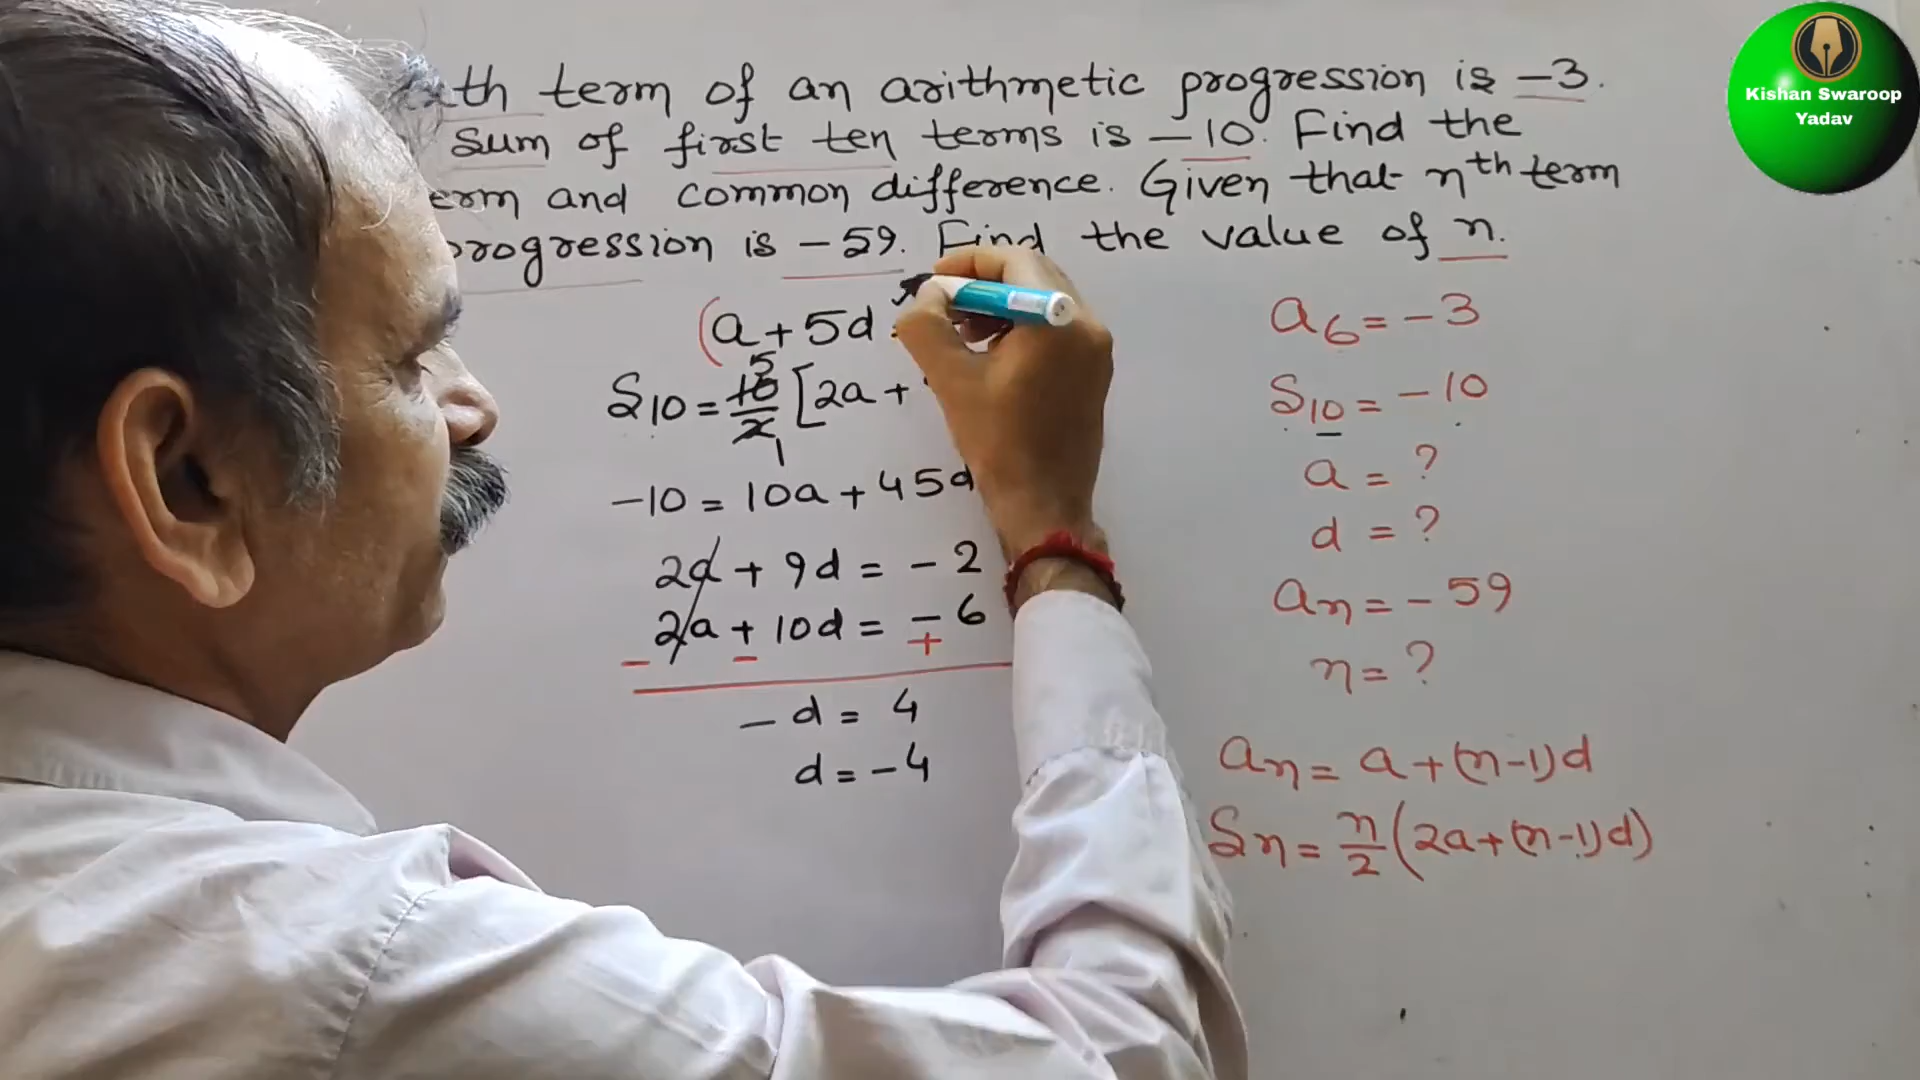 th term of an arithmetic progression is -3.
sum of first ten terms is -10. Find the
erm and common difference. Given that nth term
progression is -59. Find the value of n.
(a + 5d
S10 = 10/2 [2a +
5
1
-10 = 10a + 45d
2a + 9d = -2
2a + 10d = -6
- - +
-d = 4
d = -4
a6 = -3
S10 = -10
a = ?
d = ?
an = -59
n = ?
an = a + (n-1)d
Sn = n/2 (2a + (n-1)d)
Kishan Swaroop
Yadav